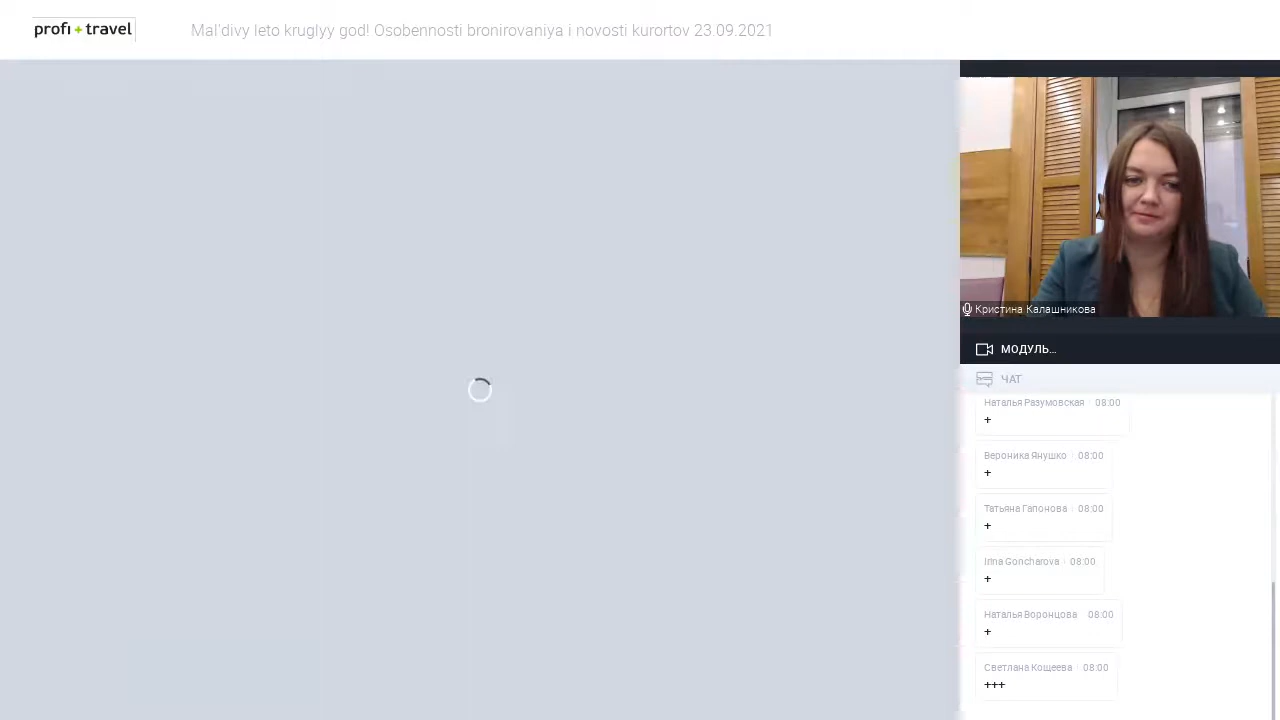 profi + travel
Mal'divy leto kruglyy god! Osobennosti bronirovaniya i novosti kurortov 23.09.2021
Кристина Калашникова
МОДУЛЬ...
ЧАТ
Наталья Разумовская 08:00
+
Вероника Янушко 08:00
+
Татьяна Гапонова 08:00
+
Irina Goncharova 08:00
+
Наталья Воронцова 08:00
+
Светлана Кощеева 08:00
+++